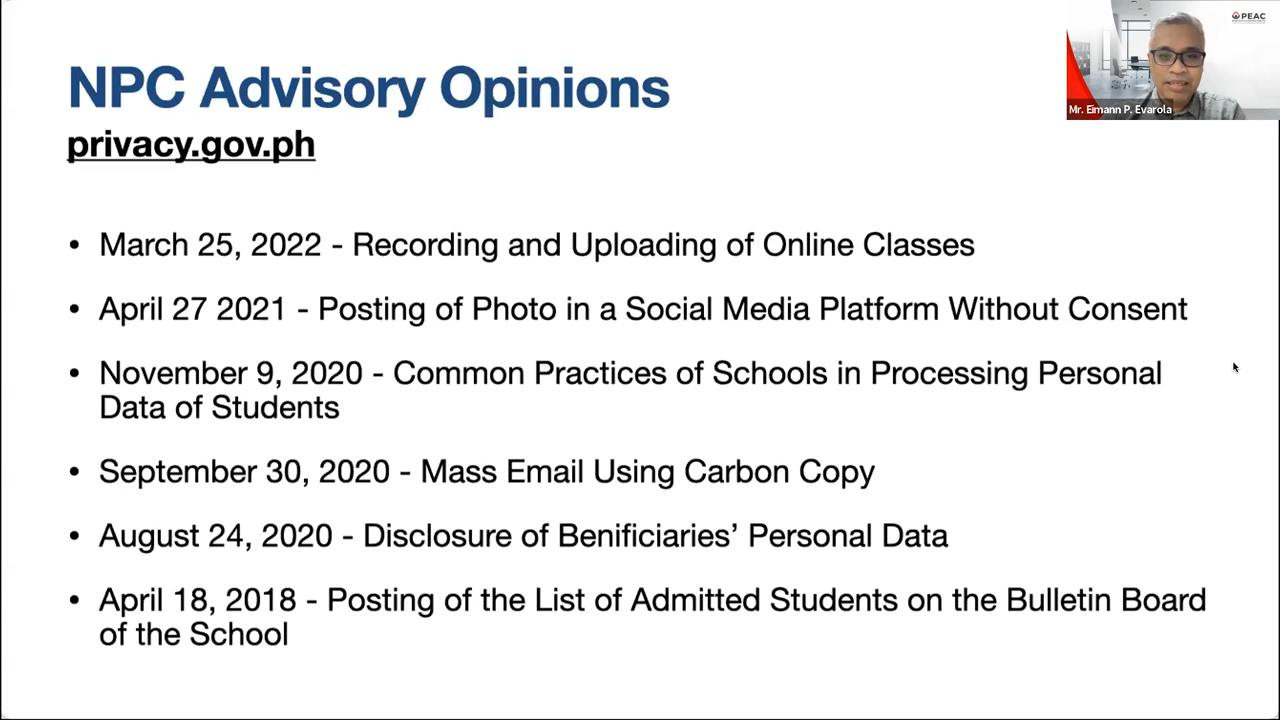 NPC Advisory Opinions
privacy.gov.ph
• March 25, 2022 - Recording and Uploading of Online Classes
• April 27 2021 - Posting of Photo in a Social Media Platform Without Consent
• November 9, 2020 - Common Practices of Schools in Processing Personal
Data of Students
• September 30, 2020 - Mass Email Using Carbon Copy
• August 24, 2020 - Disclosure of Benificiaries’ Personal Data
• April 18, 2018 - Posting of the List of Admitted Students on the Bulletin Board
of the School
PEAC
Mr. Eimann P. Evarola